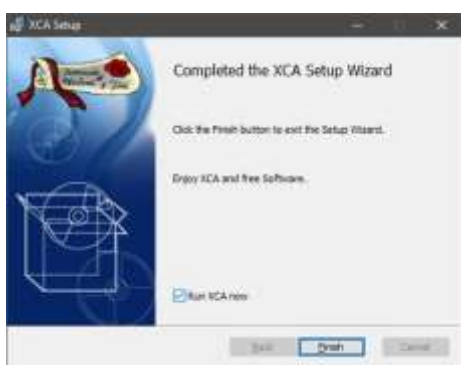 XCA Setup
Completed the XCA Setup Wizard
Click the Finish button to exit the Setup Wizard.
Enjoy XCA and free Software.
Run XCA now
Back Finish Cancel